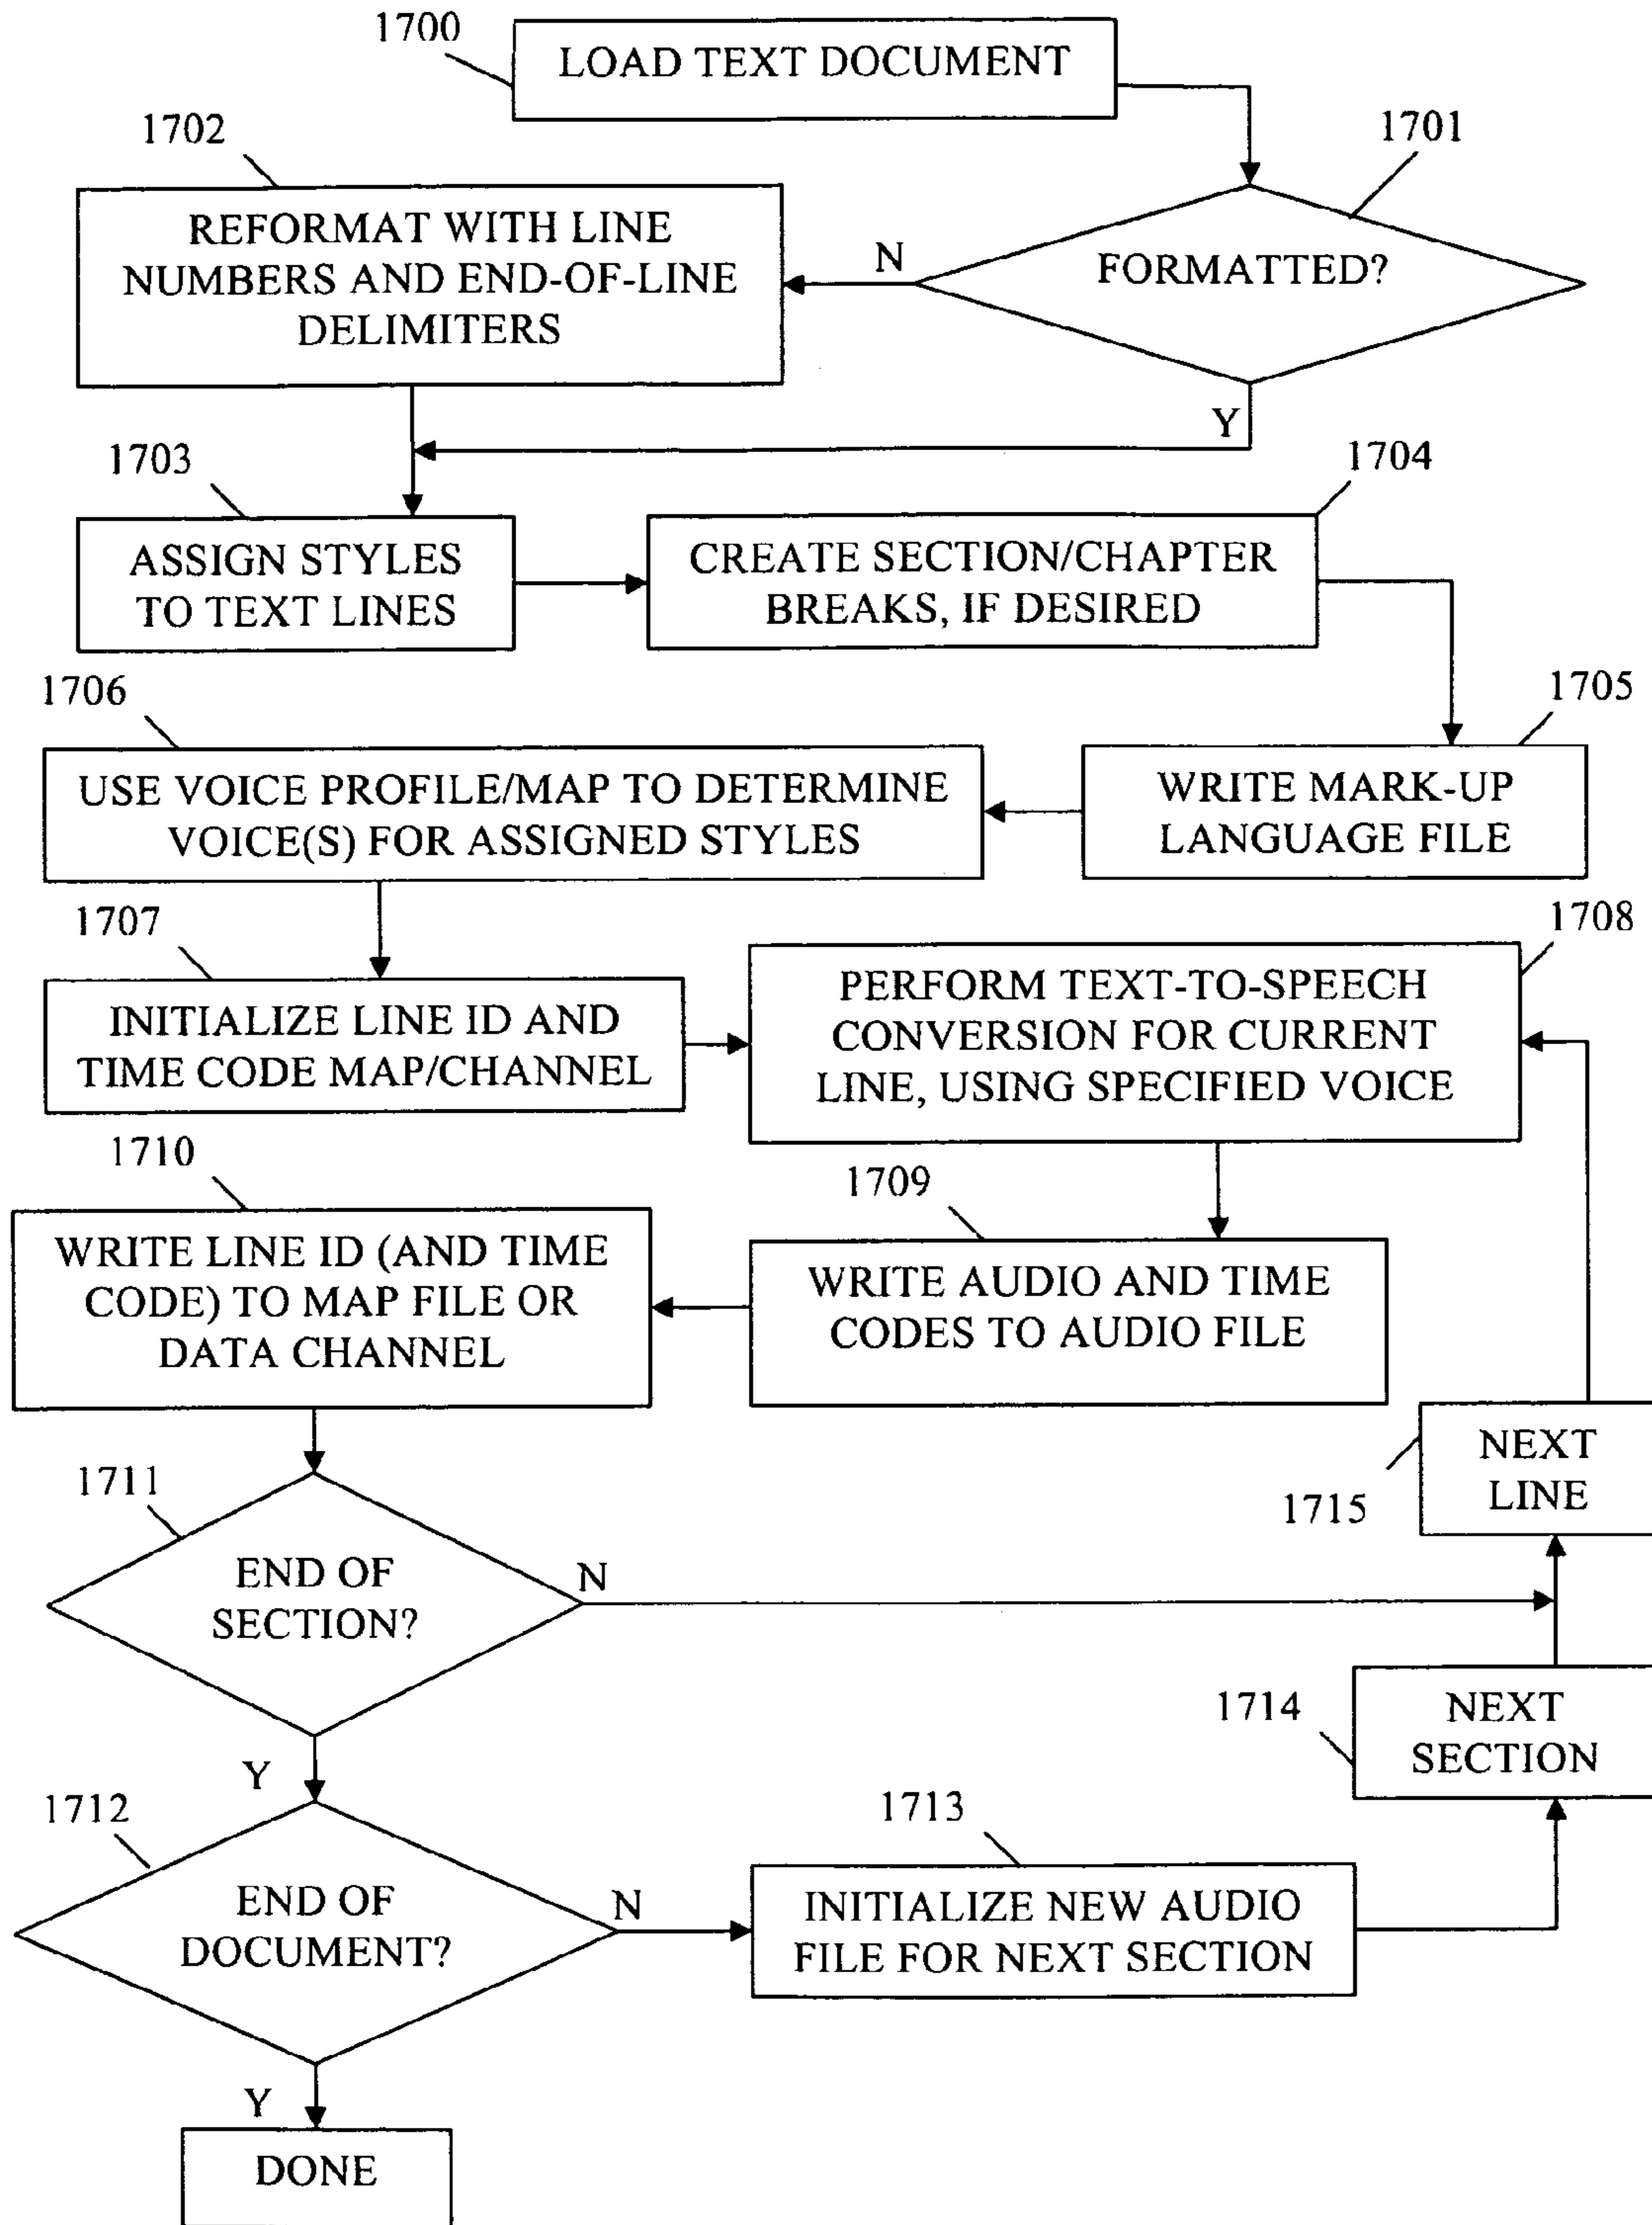 1700
LOAD TEXT DOCUMENT
1701
FORMATTED?
N
Y
1702
REFORMAT WITH LINE
NUMBERS AND END-OF-LINE
DELIMITERS
1703
ASSIGN STYLES
TO TEXT LINES
1704
CREATE SECTION/CHAPTER
BREAKS, IF DESIRED
1705
WRITE MARK-UP
LANGUAGE FILE
1706
USE VOICE PROFILE/MAP TO DETERMINE
VOICE(S) FOR ASSIGNED STYLES
1707
INITIALIZE LINE ID AND
TIME CODE MAP/CHANNEL
1708
PERFORM TEXT-TO-SPEECH
CONVERSION FOR CURRENT
LINE, USING SPECIFIED VOICE
1709
WRITE AUDIO AND TIME
CODES TO AUDIO FILE
1710
WRITE LINE ID (AND TIME
CODE) TO MAP FILE OR
DATA CHANNEL
1711
END OF
SECTION?
N
Y
1712
END OF
DOCUMENT?
N
Y
1713
INITIALIZE NEW AUDIO
FILE FOR NEXT SECTION
1714
NEXT
SECTION
1715
NEXT
LINE
DONE